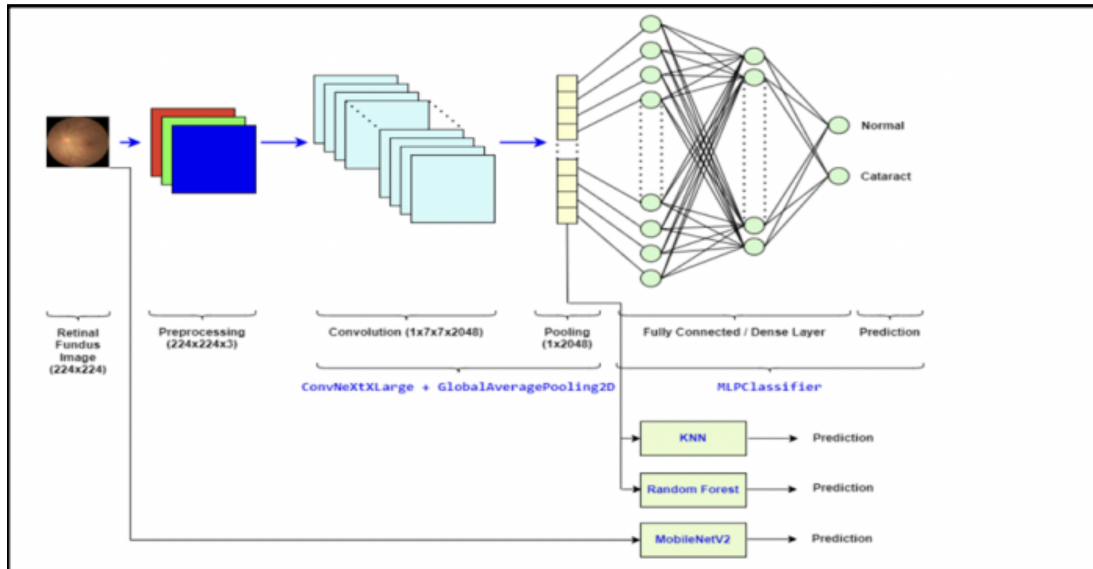 Normal
Cataract
Retinal
Fundus
Image
(224x224)
Preprocessing
(224x224x3)
Convolution (1x7x7x2048)
Pooling
(1x2048)
Fully Connected / Dense Layer
Prediction
ConvNeXtXLarge + GlobalAveragePooling2D
MLPClassifier
KNN
Prediction
Random Forest
Prediction
MobileNetV2
Prediction